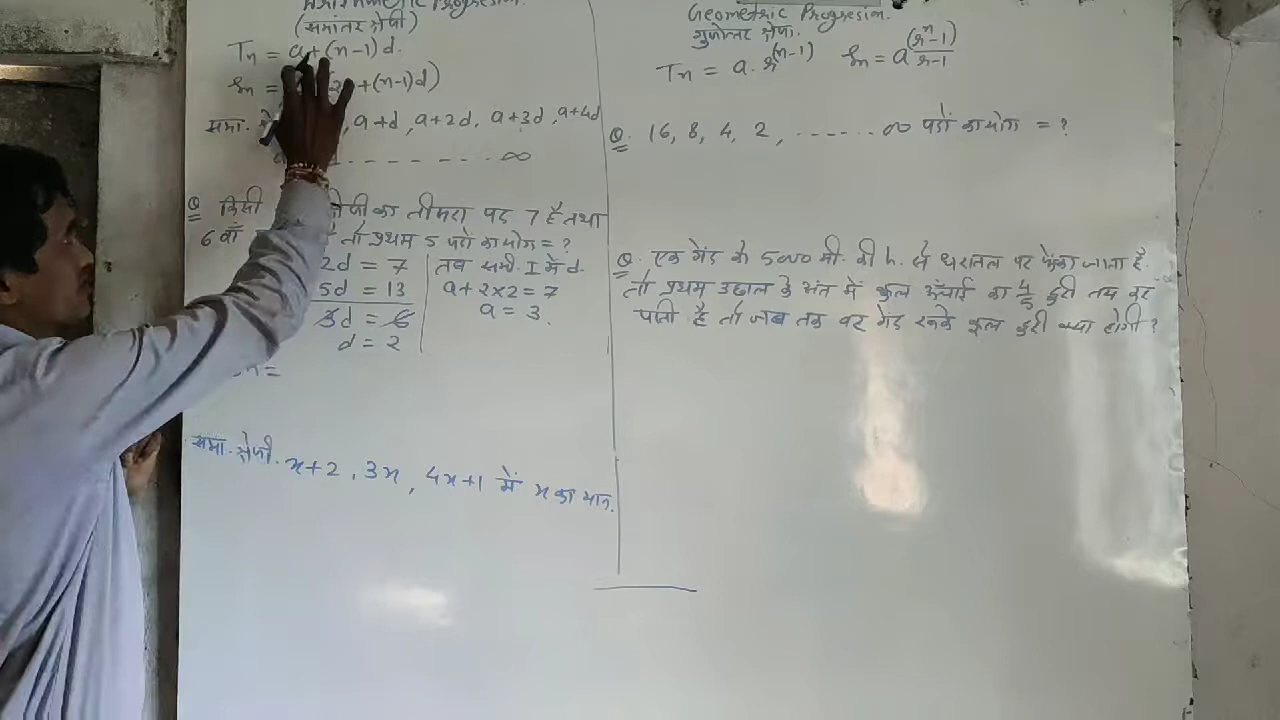 Progression.
(समांतर श्रेणी)
Tn = a+(n-1)d.
Sn = +(n-1)d)
समा. , a+d, a+2d, a+3d, a+4d
- - - - - - - ∞
Q किसी का तीसरा पद 7 है तथा
6 वाँ तो प्रथम 5 पदो का योग = ?
2d = 7
5d = 13
3d = 6
d = 2
तब समी. I में d.
a+2×2=7
a = 3.
=
समा. श्रेणी. x+2, 3x, 4x+1 में x का मान.
Geometric Progresion.
गुणोत्तर श्रेणी.
Tn = a. r(n-1) Sn = a (rn-1)/r-1
Q. 16, 8, 4, 2, ....... ∞ पदो का योग = ?
Q. एक गेंद को 5000 मी. की h. से धरातल पर फेंका जाता है.
तो प्रथम उछाल के अंत में कुल ऊँचाई का 4/5 दुरी तय कर
पाती है तो जब तक वह गेंद रूके कुल दुरी क्या होगी ?